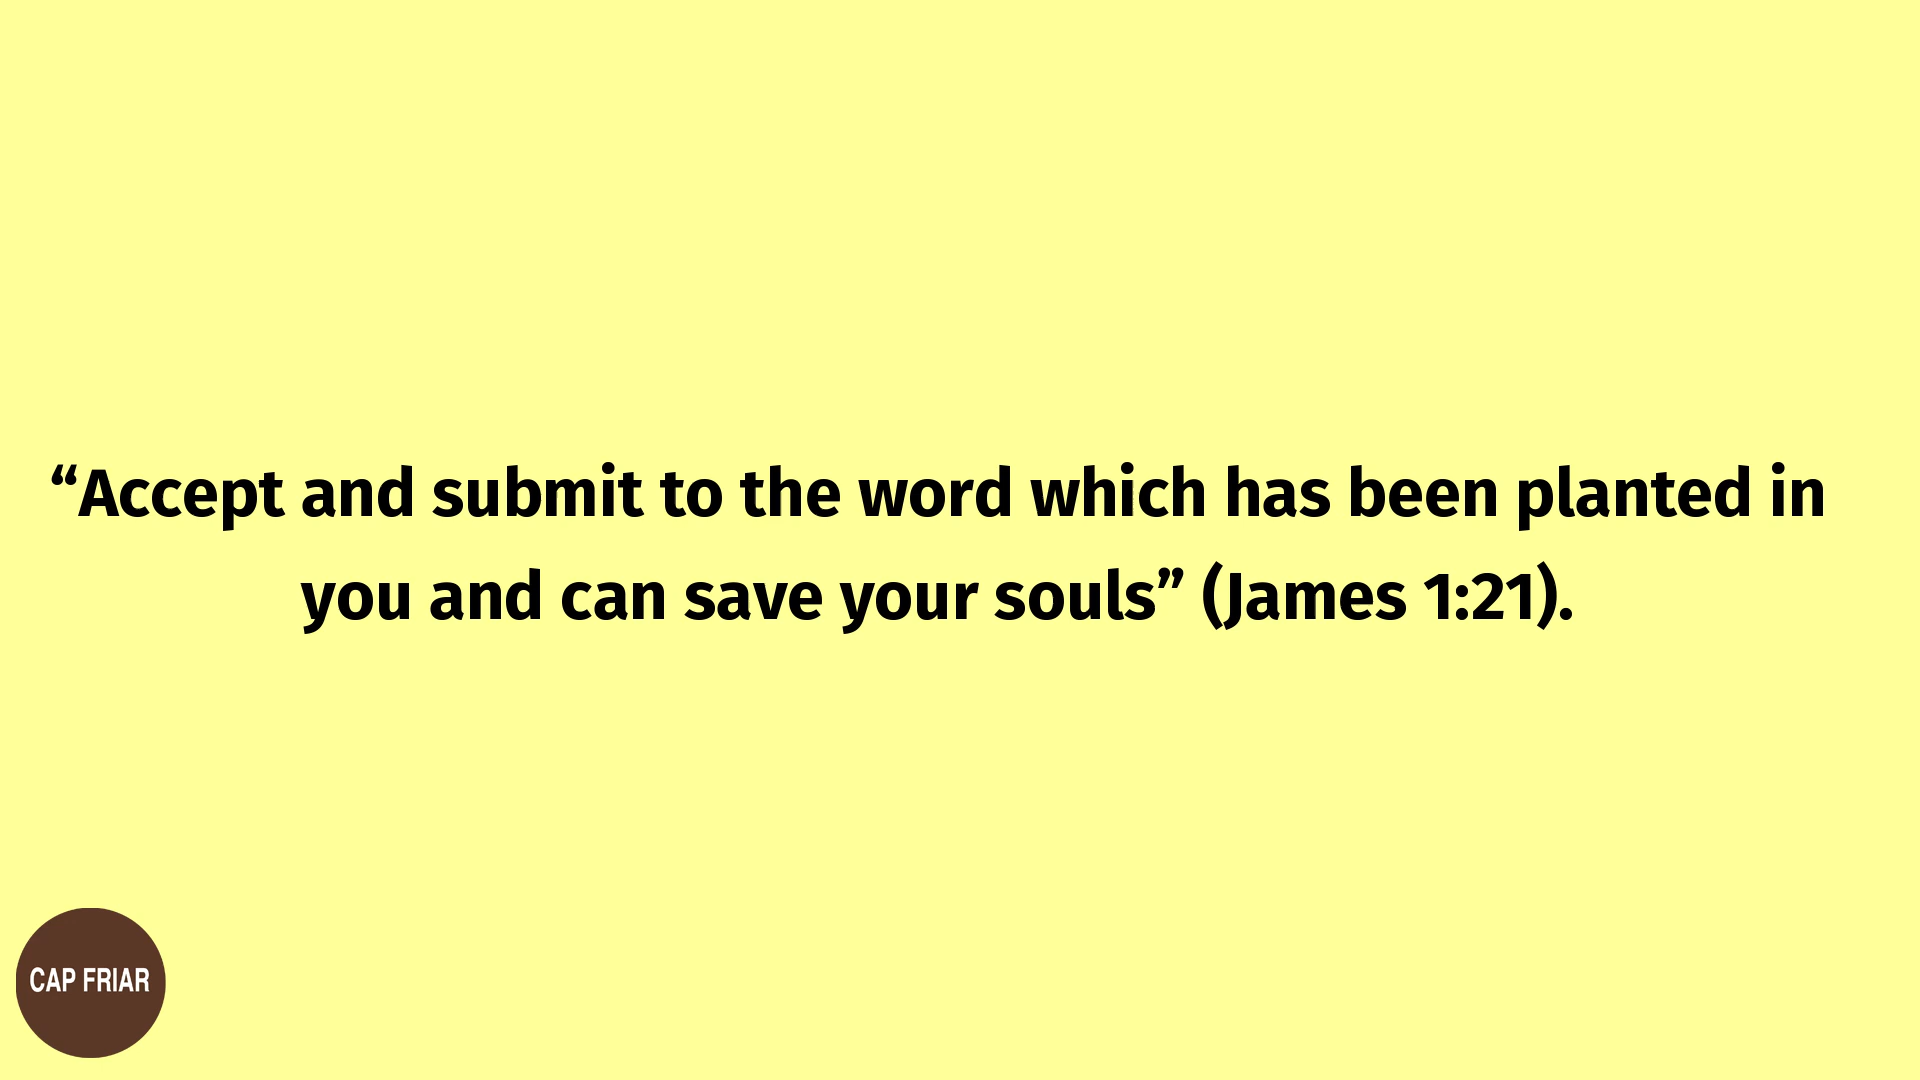 “Accept and submit to the word which has been planted in
you and can save your souls” (James 1:21).
CAP FRIAR